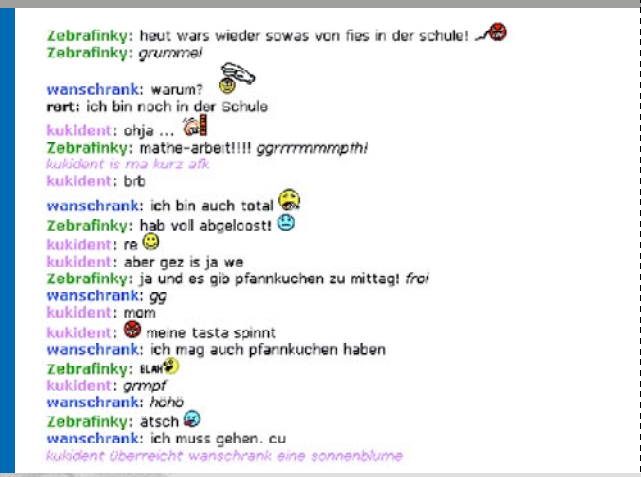 Zebrafinky: heut wars wieder sowas von fies in der schule!
Zebrafinky: grummel
wanschrank: warum?
rert: ich bin noch in der Schule
kukident: ohja ...
Zebrafinky: mathe-arbeit!!!! ggrrrrmmmpfh!
kukident is ma kurz afk
kukident: brb
wanschrank: ich bin auch total
Zebrafinky: hab voll abgeloost!
kukident: re
kukident: aber gez is ja we
Zebrafinky: ja und es gib pfannkuchen zu mittag! froi
wanschrank: gg
kukident: mom
kukident: meine tasta spinnt
wanschrank: ich mag auch pfannkuchen haben
Zebrafinky: BLAH
kukident: grmpf
wanschrank: höhö
Zebrafinky: ätsch
wanschrank: ich muss gehen. cu
kukident überreicht wanschrank eine sonnenblume